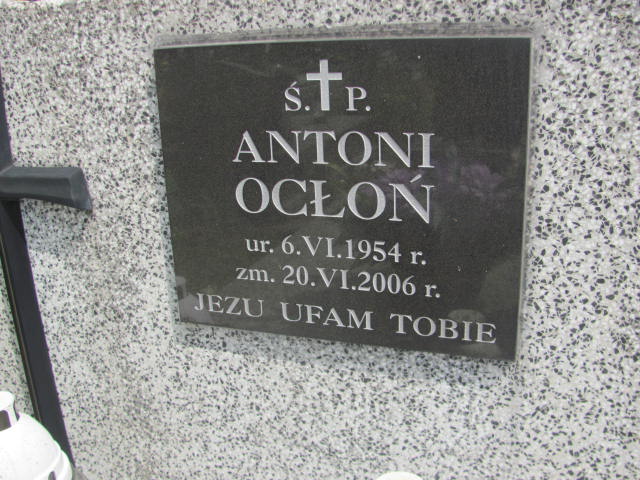 Ś.P.
ANTONI
OCŁOŃ
ur. 6.VI.1954 r.
zm. 20.VI.2006 r.
JEZU UFAM TOBIE